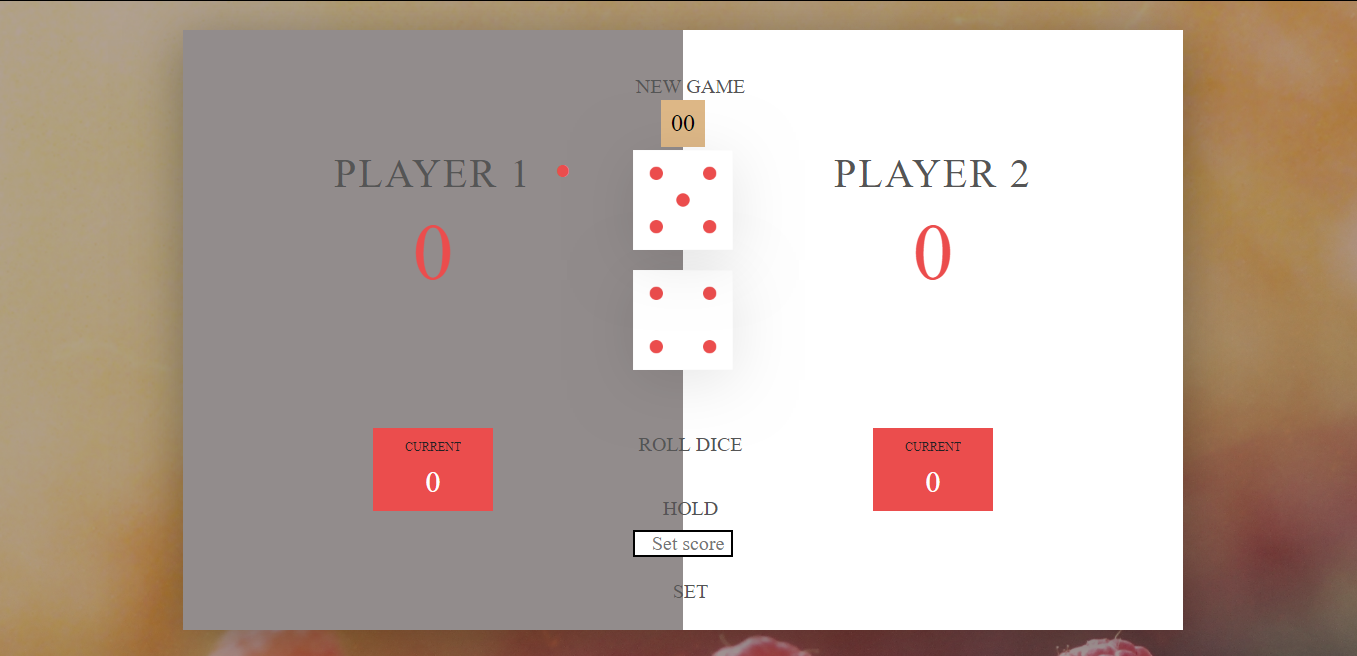 NEW GAME
00
PLAYER 1
PLAYER 2
0
0
CURRENT
0
CURRENT
0
ROLL DICE
HOLD
Set score
SET